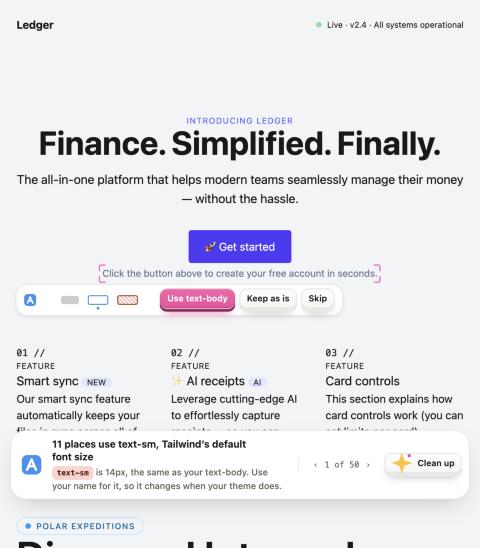 Ledger
Live · v2.4 · All systems operational
INTRODUCING LEDGER
Finance. Simplified. Finally.
The all-in-one platform that helps modern teams seamlessly manage their money
— without the hassle.
🚀 Get started
Click the button above to create your free account in seconds.
A
Use text-body
Keep as is
Skip
01 //
FEATURE
Smart sync NEW
Our smart sync feature
automatically keeps your
02 //
FEATURE
✨ AI receipts AI
Leverage cutting-edge AI
to effortlessly capture
03 //
FEATURE
Card controls
This section explains how
card controls work (you can
A
11 places use text-sm, Tailwind’s default
font size
text-sm is 14px, the same as your text-body. Use
your name for it, so it changes when your theme does.
‹ 1 of 50 ›
Clean up
POLAR EXPEDITIONS